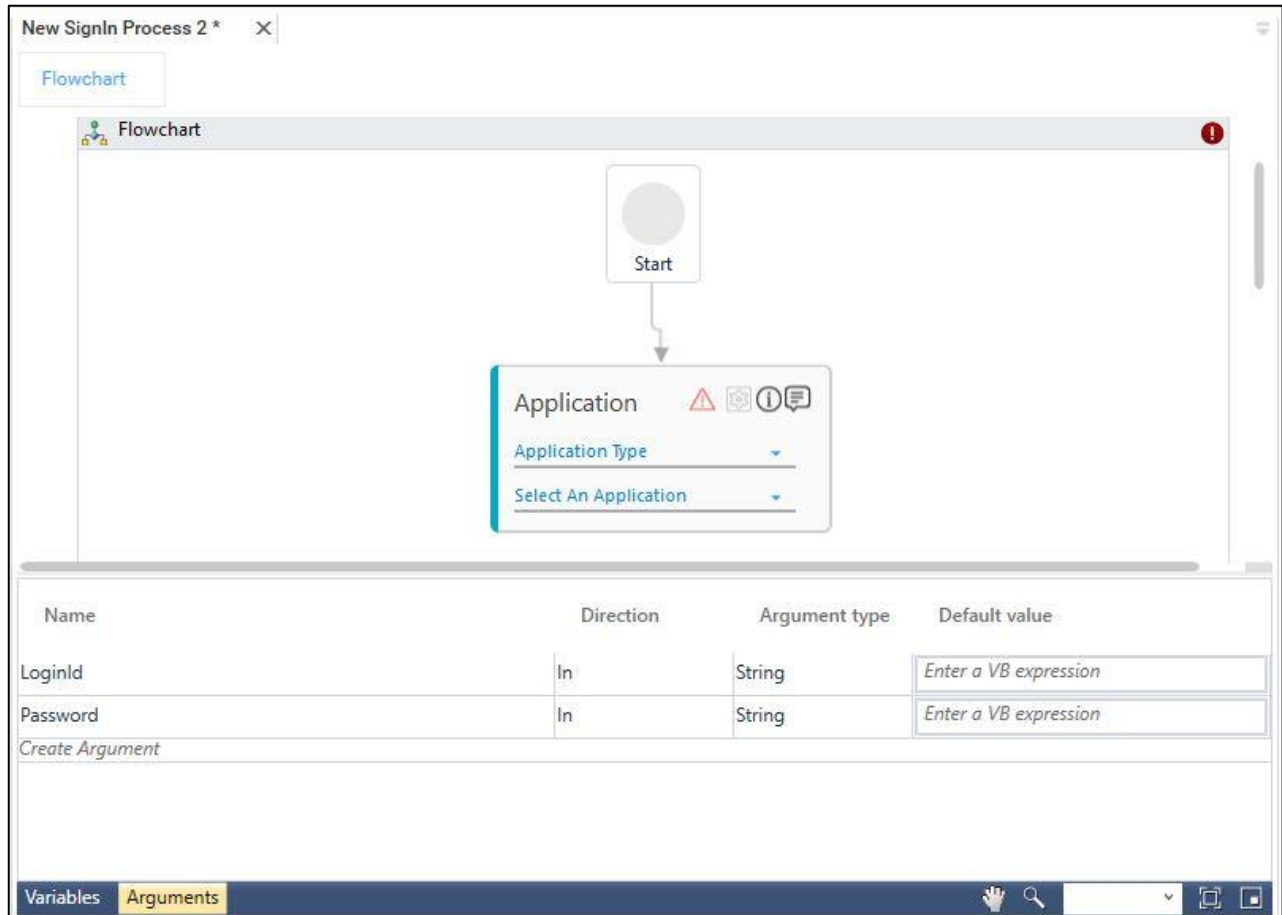 New SignIn Process 2 *
Flowchart
Flowchart
Start
Application
Application Type
Select An Application
Name Direction Argument type Default value
LoginId In String Enter a VB expression
Password In String Enter a VB expression
Create Argument
Variables Arguments